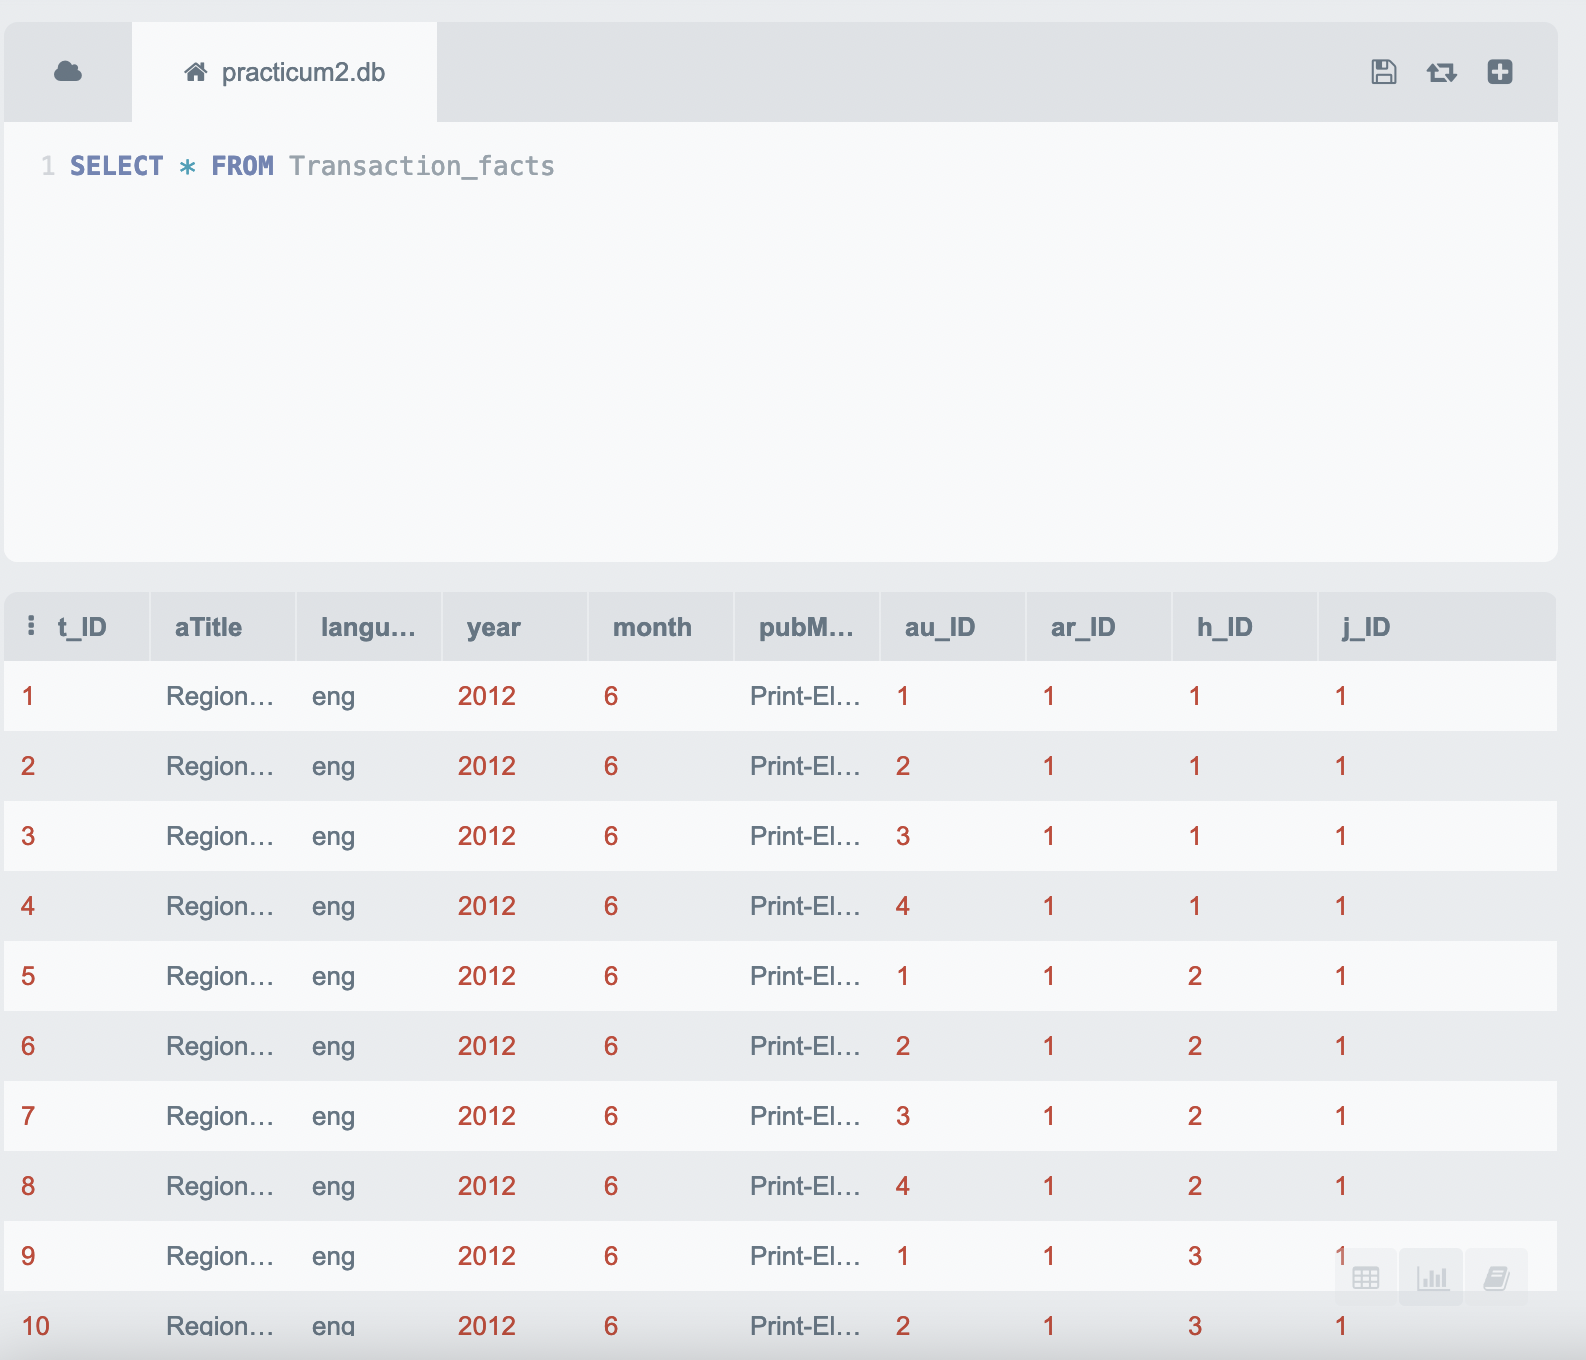 practicum2.db
1 SELECT * FROM Transaction_facts
t_ID aTitle langu... year month pubM... au_ID ar_ID h_ID j_ID
1 Region... eng 2012 6 Print-El... 1 1 1 1
2 Region... eng 2012 6 Print-El... 2 1 1 1
3 Region... eng 2012 6 Print-El... 3 1 1 1
4 Region... eng 2012 6 Print-El... 4 1 1 1
5 Region... eng 2012 6 Print-El... 1 1 2 1
6 Region... eng 2012 6 Print-El... 2 1 2 1
7 Region... eng 2012 6 Print-El... 3 1 2 1
8 Region... eng 2012 6 Print-El... 4 1 2 1
9 Region... eng 2012 6 Print-El... 1 1 3 1
10 Region... eng 2012 6 Print-El... 2 1 3 1